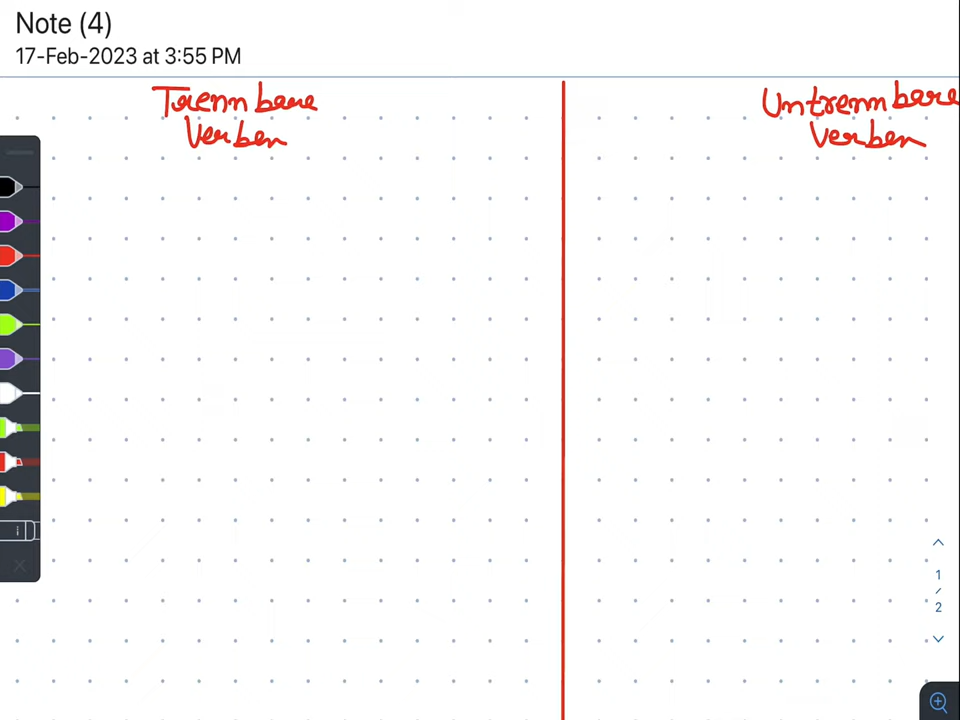 Note (4)
17-Feb-2023 at 3:55 PM
Trennbare
Verben
Untrennbare
Verben
1
/
2